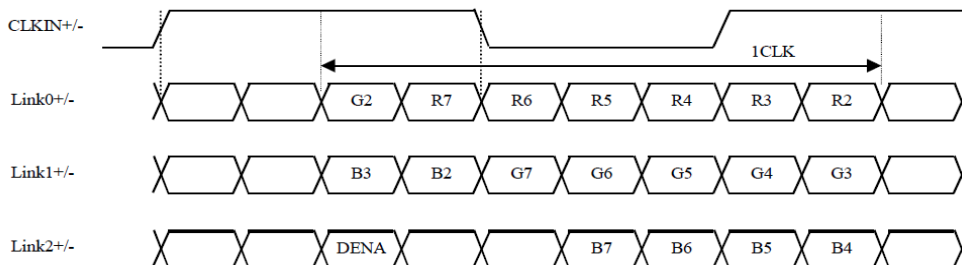 CLKIN+/-
1CLK
Link0+/- G2 R7 R6 R5 R4 R3 R2
Link1+/- B3 B2 G7 G6 G5 G4 G3
Link2+/- DENA B7 B6 B5 B4